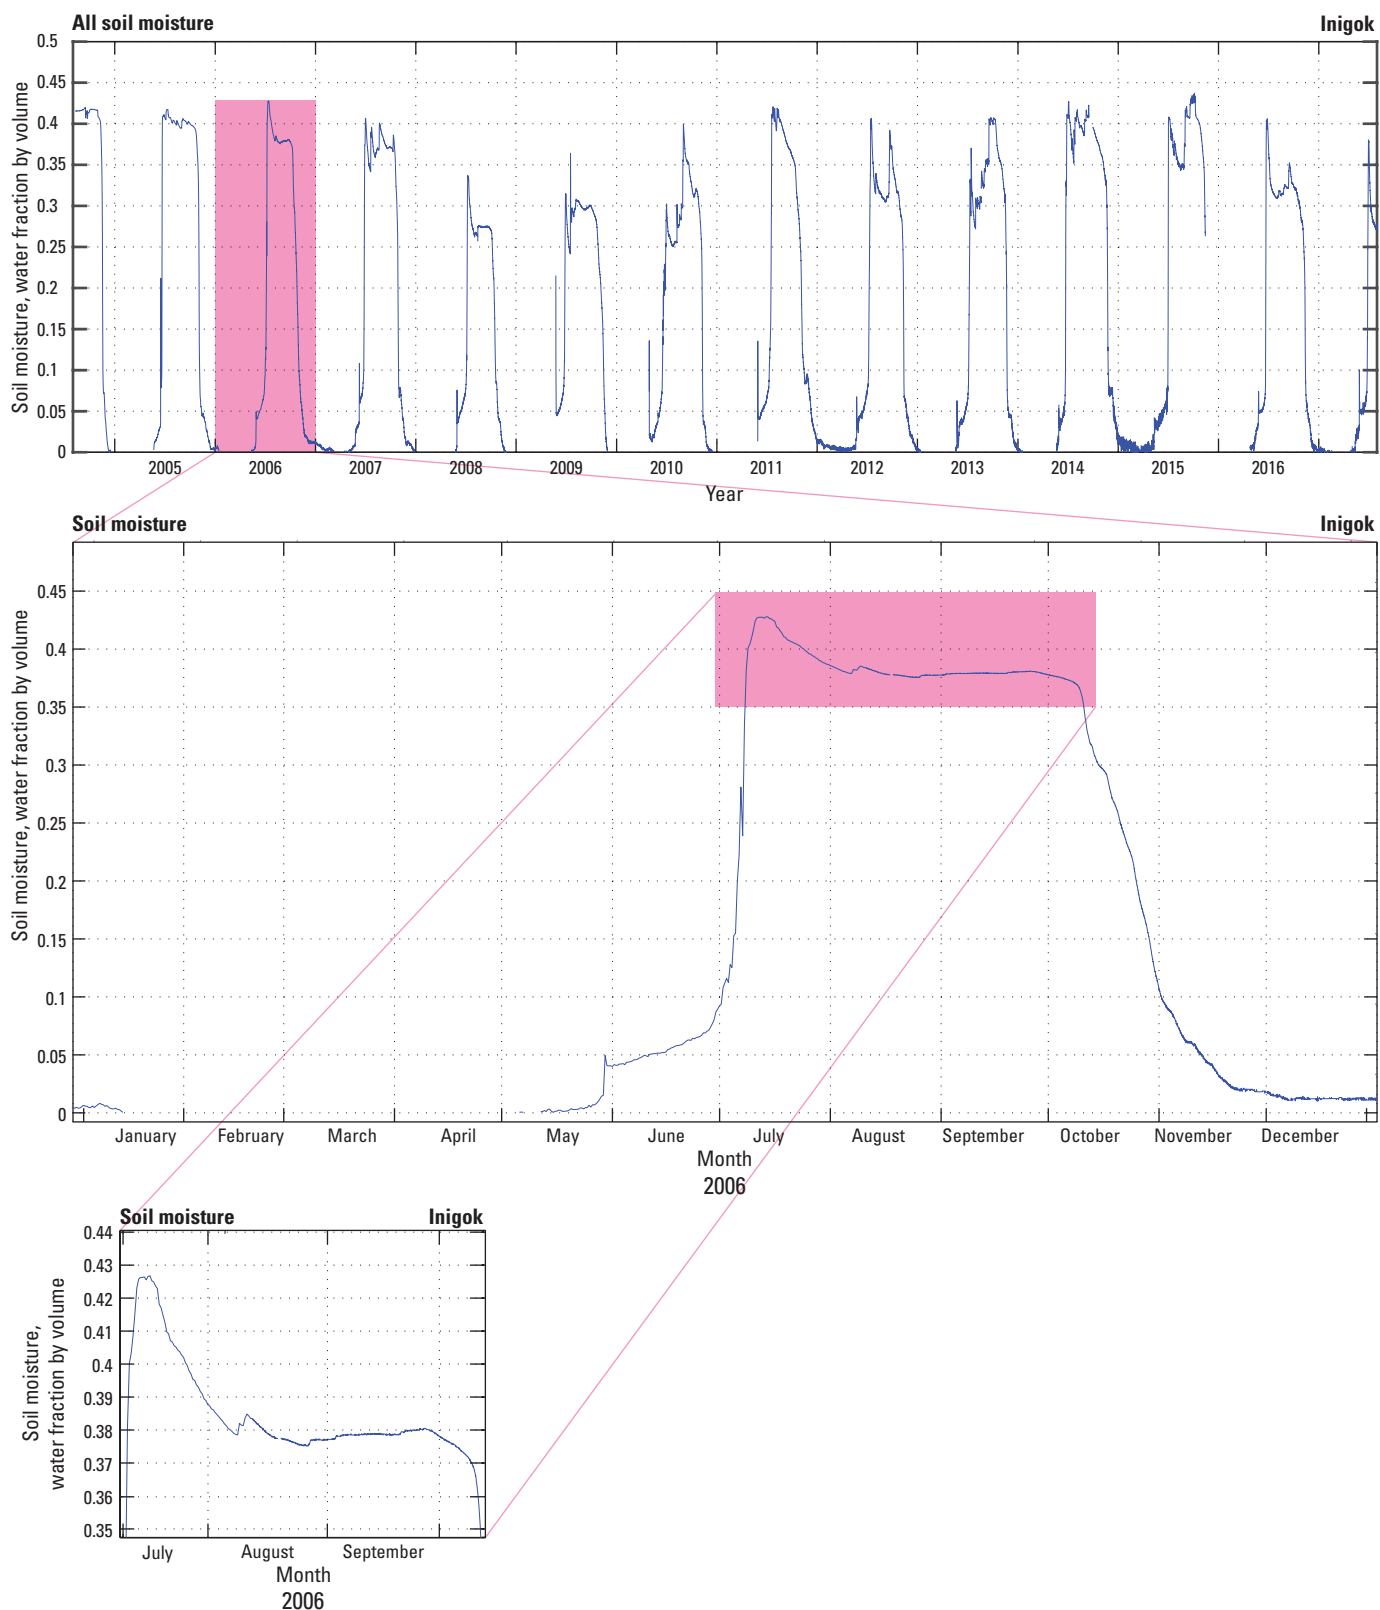 All soil moisture Inigok
Soil moisture, water fraction by volume
0.5
0.45
0.4
0.35
0.3
0.25
0.2
0.15
0.1
0.05
0
2005 2006 2007 2008 2009 2010 2011 2012 2013 2014 2015 2016
Year
Soil moisture Inigok
Soil moisture, water fraction by volume
0.45
0.4
0.35
0.3
0.25
0.2
0.15
0.1
0.05
0
January February March April May June July August September October November December
Month
2006
Soil moisture Inigok
Soil moisture,
water fraction by volume
0.44
0.43
0.42
0.41
0.4
0.39
0.38
0.37
0.36
0.35
July August September
Month
2006